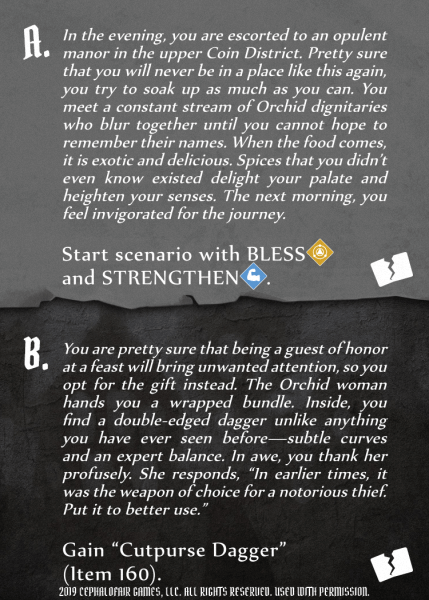 A. In the evening, you are escorted to an opulent
manor in the upper Coin District. Pretty sure
that you will never be in a place like this again,
you try to soak up as much as you can. You
meet a constant stream of Orchid dignitaries
who blur together until you cannot hope to
remember their names. When the food comes,
it is exotic and delicious. Spices that you didn't
even know existed delight your palate and
heighten your senses. The next morning, you
feel invigorated for the journey.
Start scenario with BLESS
and STRENGTHEN.
B. You are pretty sure that being a guest of honor
at a feast will bring unwanted attention, so you
opt for the gift instead. The Orchid woman
hands you a wrapped bundle. Inside, you
find a double-edged dagger unlike anything
you have ever seen before—subtle curves
and an expert balance. In awe, you thank her
profusely. She responds, “In earlier times, it
was the weapon of choice for a notorious thief.
Put it to better use.”
Gain “Cutpurse Dagger”
(Item 160).
2019 CEPHALOFAIR GAMES, LLC. ALL RIGHTS RESERVED. USED WITH PERMISSION.